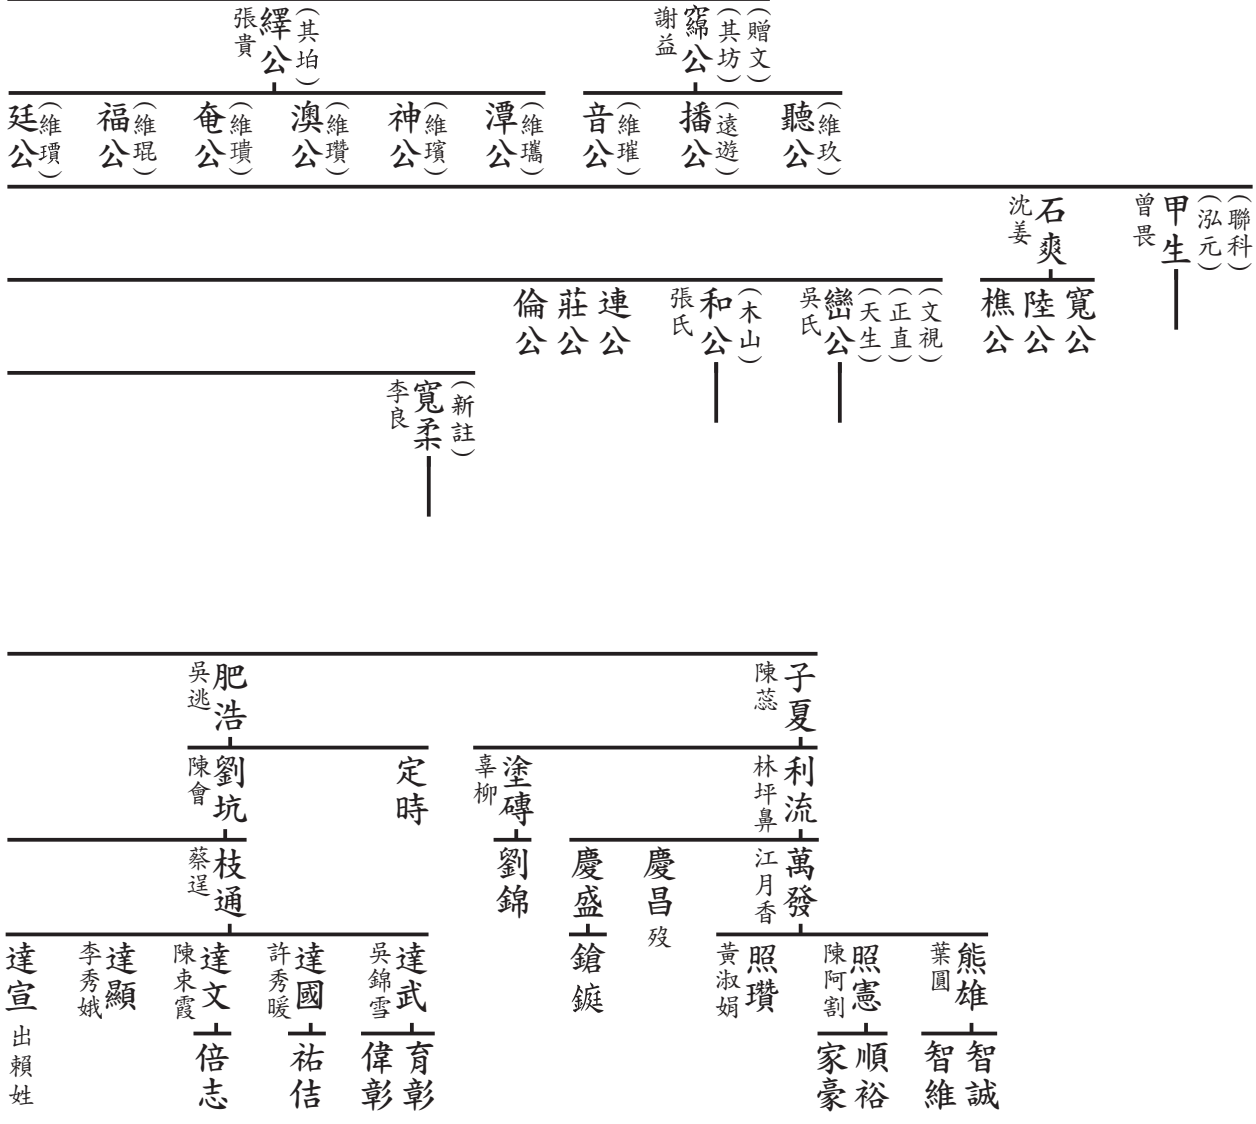 （贈文）
（其坊）
窩公
謝益
（其垍）
繹公
張貴
（維玖）
聽公
（遠遊）
播公
（維璀）
音公
（維瓗）
潭公
（維璸）
神公
（維瓚）
澳公
（維璝）
奄公
（維琨）
福公
（維瓆）
廷公
（聯科）
（泓元）
甲生
曾畏
石爽
沈姜
寬公
陸公
樵公
（文視）
（正直）
（天生）
巒公
吳氏
（木山）
和公
張氏
連公
莊公
倫公
（新註）
寬柔
李良
子夏
陳蕊
肥浩
吳逃
利流
林坪鼻
塗磚
辜柳
定時
劉坑
陳會
萬發
江月香
慶昌
歿
慶盛
劉錦
枝通
蔡逞
熊雄
葉圓
照憲
陳阿割
照瓚
黃淑娟
鎗鋌
達武
吳錦雪
達國
許秀暖
達文
陳束霞
達顯
李秀娥
達宣
出賴姓
智誠
智維
順裕
家豪
育彰
偉彰
祐佶
倍志